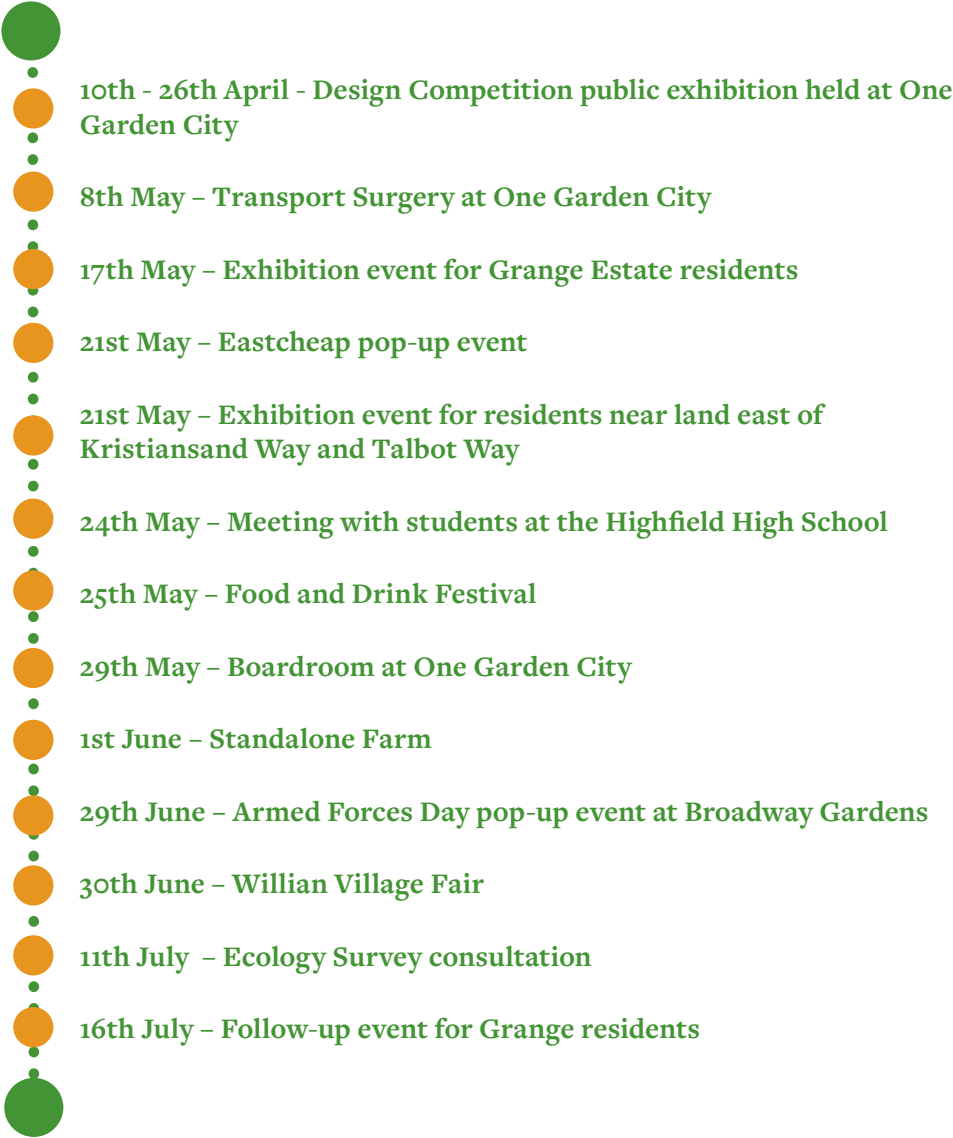 10th - 26th April - Design Competition public exhibition held at One
Garden City
8th May – Transport Surgery at One Garden City
17th May – Exhibition event for Grange Estate residents
21st May – Eastcheap pop-up event
21st May – Exhibition event for residents near land east of
Kristiansand Way and Talbot Way
24th May – Meeting with students at the Highfield High School
25th May – Food and Drink Festival
29th May – Boardroom at One Garden City
1st June – Standalone Farm
29th June – Armed Forces Day pop-up event at Broadway Gardens
30th June – Willian Village Fair
11th July  – Ecology Survey consultation
16th July – Follow-up event for Grange residents